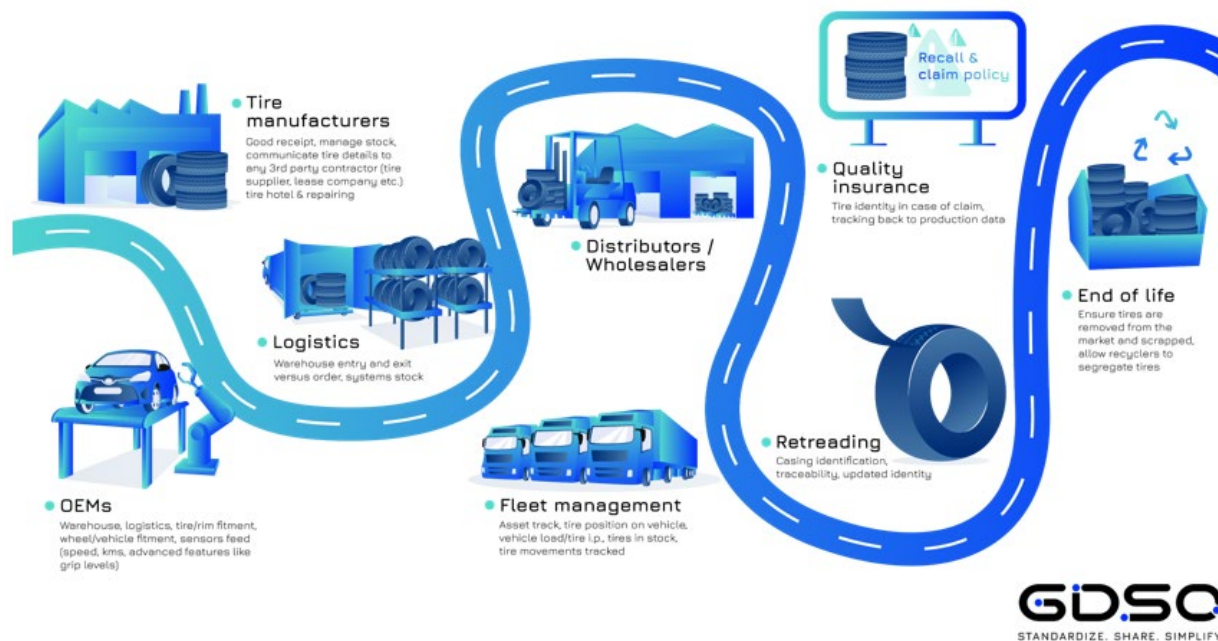 Tire
manufacturers
Good receipt, manage stock,
communicate tire details to
any 3rd party contractor (tire
supplier, lease company etc.)
tire hotel & repairing
OEMs
Warehouse, logistics, tire/rim fitment,
wheel/vehicle fitment, sensors feed
(speed, kms, advanced features like
grip levels)
Logistics
Warehouse entry and exit
versus order, systems stock
Distributors /
Wholesalers
Fleet management
Asset track, tire position on vehicle,
vehicle load/tire i.p., tires in stock,
tire movements tracked
Recall &
claim policy
Quality
insurance
Tire identity in case of claim,
tracking back to production data
Retreading
Casing identification,
traceability, updated identity
End of life
Ensure tires are
removed from the
market and scrapped,
allow recyclers to
segregate tires
GDSO
STANDARDIZE. SHARE. SIMPLIFY